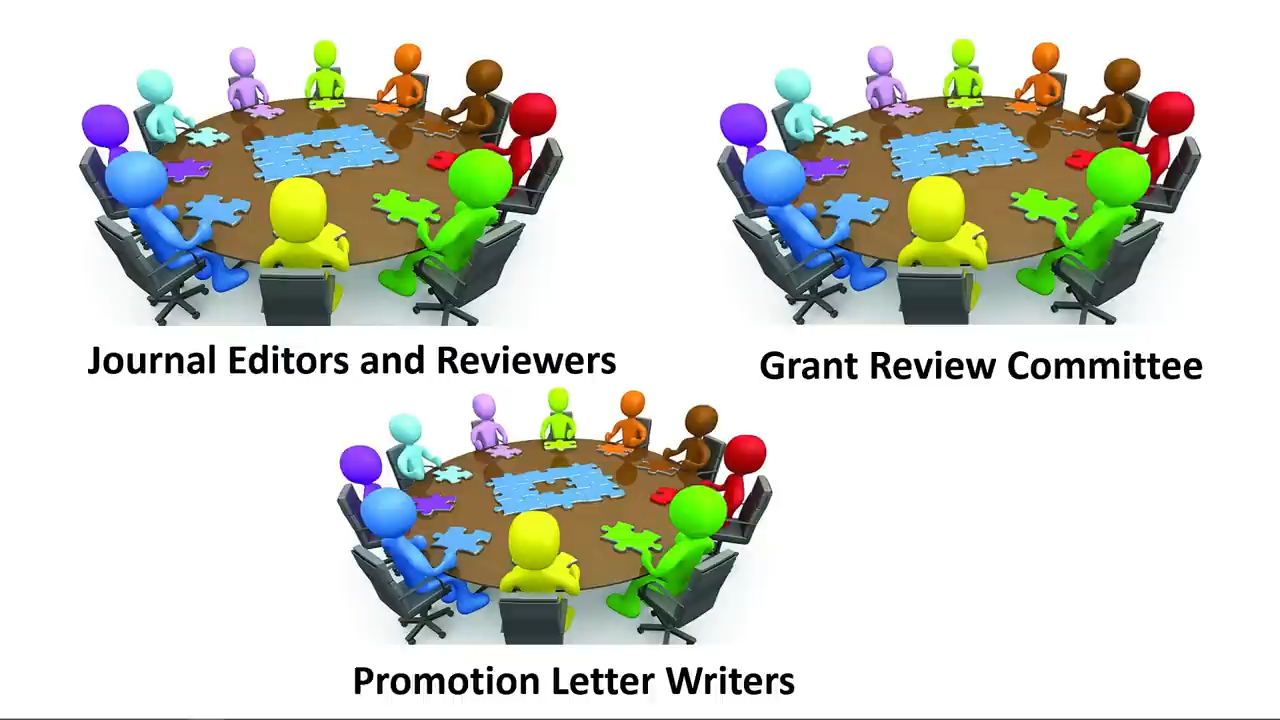 Journal Editors and Reviewers
Grant Review Committee
Promotion Letter Writers